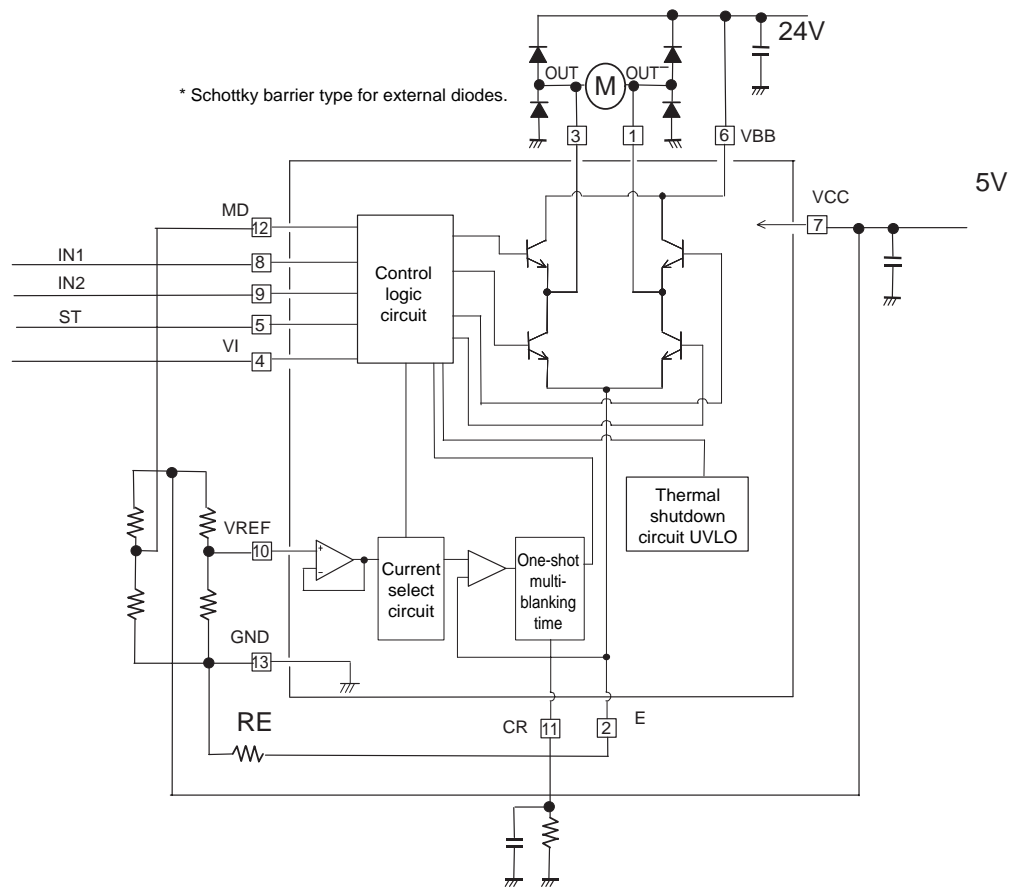 24V
OUT
M
OUT¯
* Schottky barrier type for external diodes.
3
1
6
VBB
5V
VCC
7
MD
12
IN1
8
IN2
9
ST
5
VI
4
Control
logic
circuit
Thermal
shutdown
circuit UVLO
VREF
10
+
−
Current
select
circuit
One-shot
multi-
blanking
time
GND
13
RE
CR
11
2
E